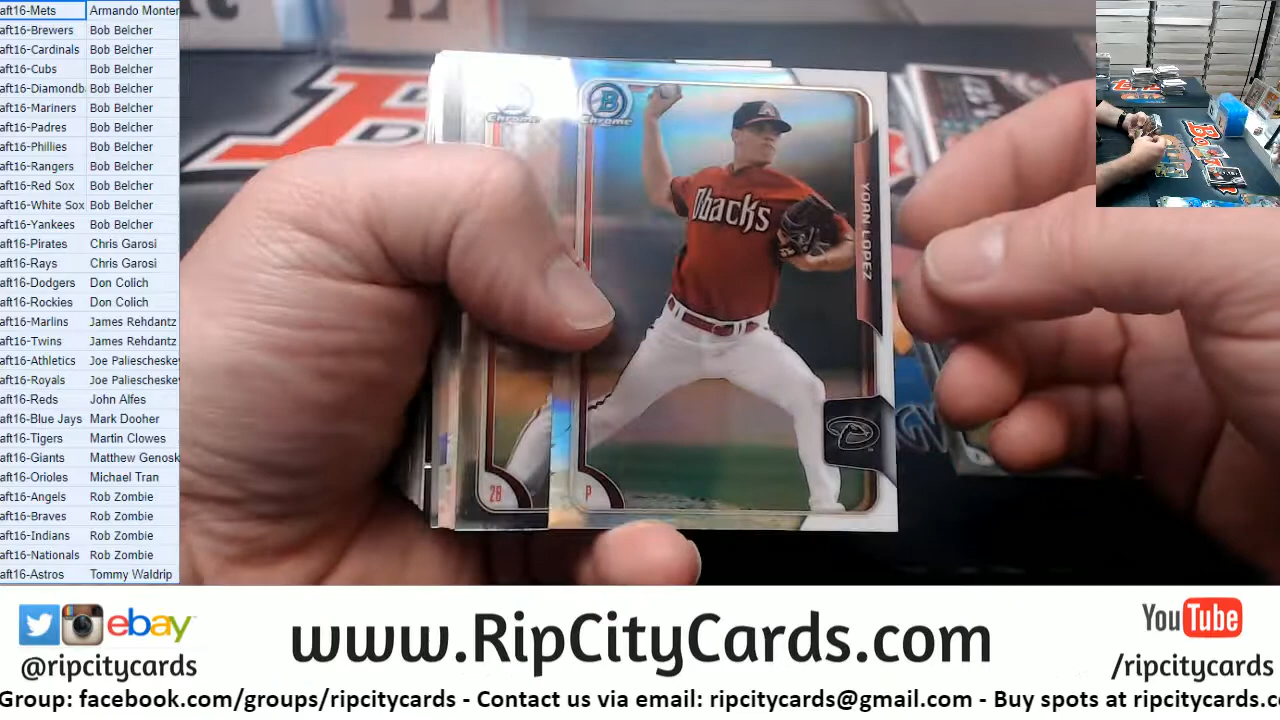 aft16-Mets Armando Monter
aft16-Brewers Bob Belcher
aft16-Cardinals Bob Belcher
aft16-Cubs Bob Belcher
aft16-Diamondb Bob Belcher
aft16-Mariners Bob Belcher
aft16-Padres Bob Belcher
aft16-Phillies Bob Belcher
aft16-Rangers Bob Belcher
aft16-Red Sox Bob Belcher
aft16-White Sox Bob Belcher
aft16-Yankees Bob Belcher
aft16-Pirates Chris Garosi
aft16-Rays Chris Garosi
aft16-Dodgers Don Colich
aft16-Rockies Don Colich
aft16-Marlins James Rehdantz
aft16-Twins James Rehdantz
aft16-Athletics Joe Paliescheskey
aft16-Royals Joe Paliescheskey
aft16-Reds John Alfes
aft16-Blue Jays Mark Dooher
aft16-Tigers Martin Clowes
aft16-Giants Matthew Genosk
aft16-Orioles Michael Tran
aft16-Angels Rob Zombie
aft16-Braves Rob Zombie
aft16-Indians Rob Zombie
aft16-Nationals Rob Zombie
aft16-Astros Tommy Waldrip
Chrome
B
Chrome
Dbacks
YOAN LOPEZ
28
P
ebay
@ripcitycards
www.RipCityCards.com
YouTube
/ripcitycards
Group: facebook.com/groups/ripcitycards - Contact us via email: ripcitycards@gmail.com - Buy spots at ripcitycards.c